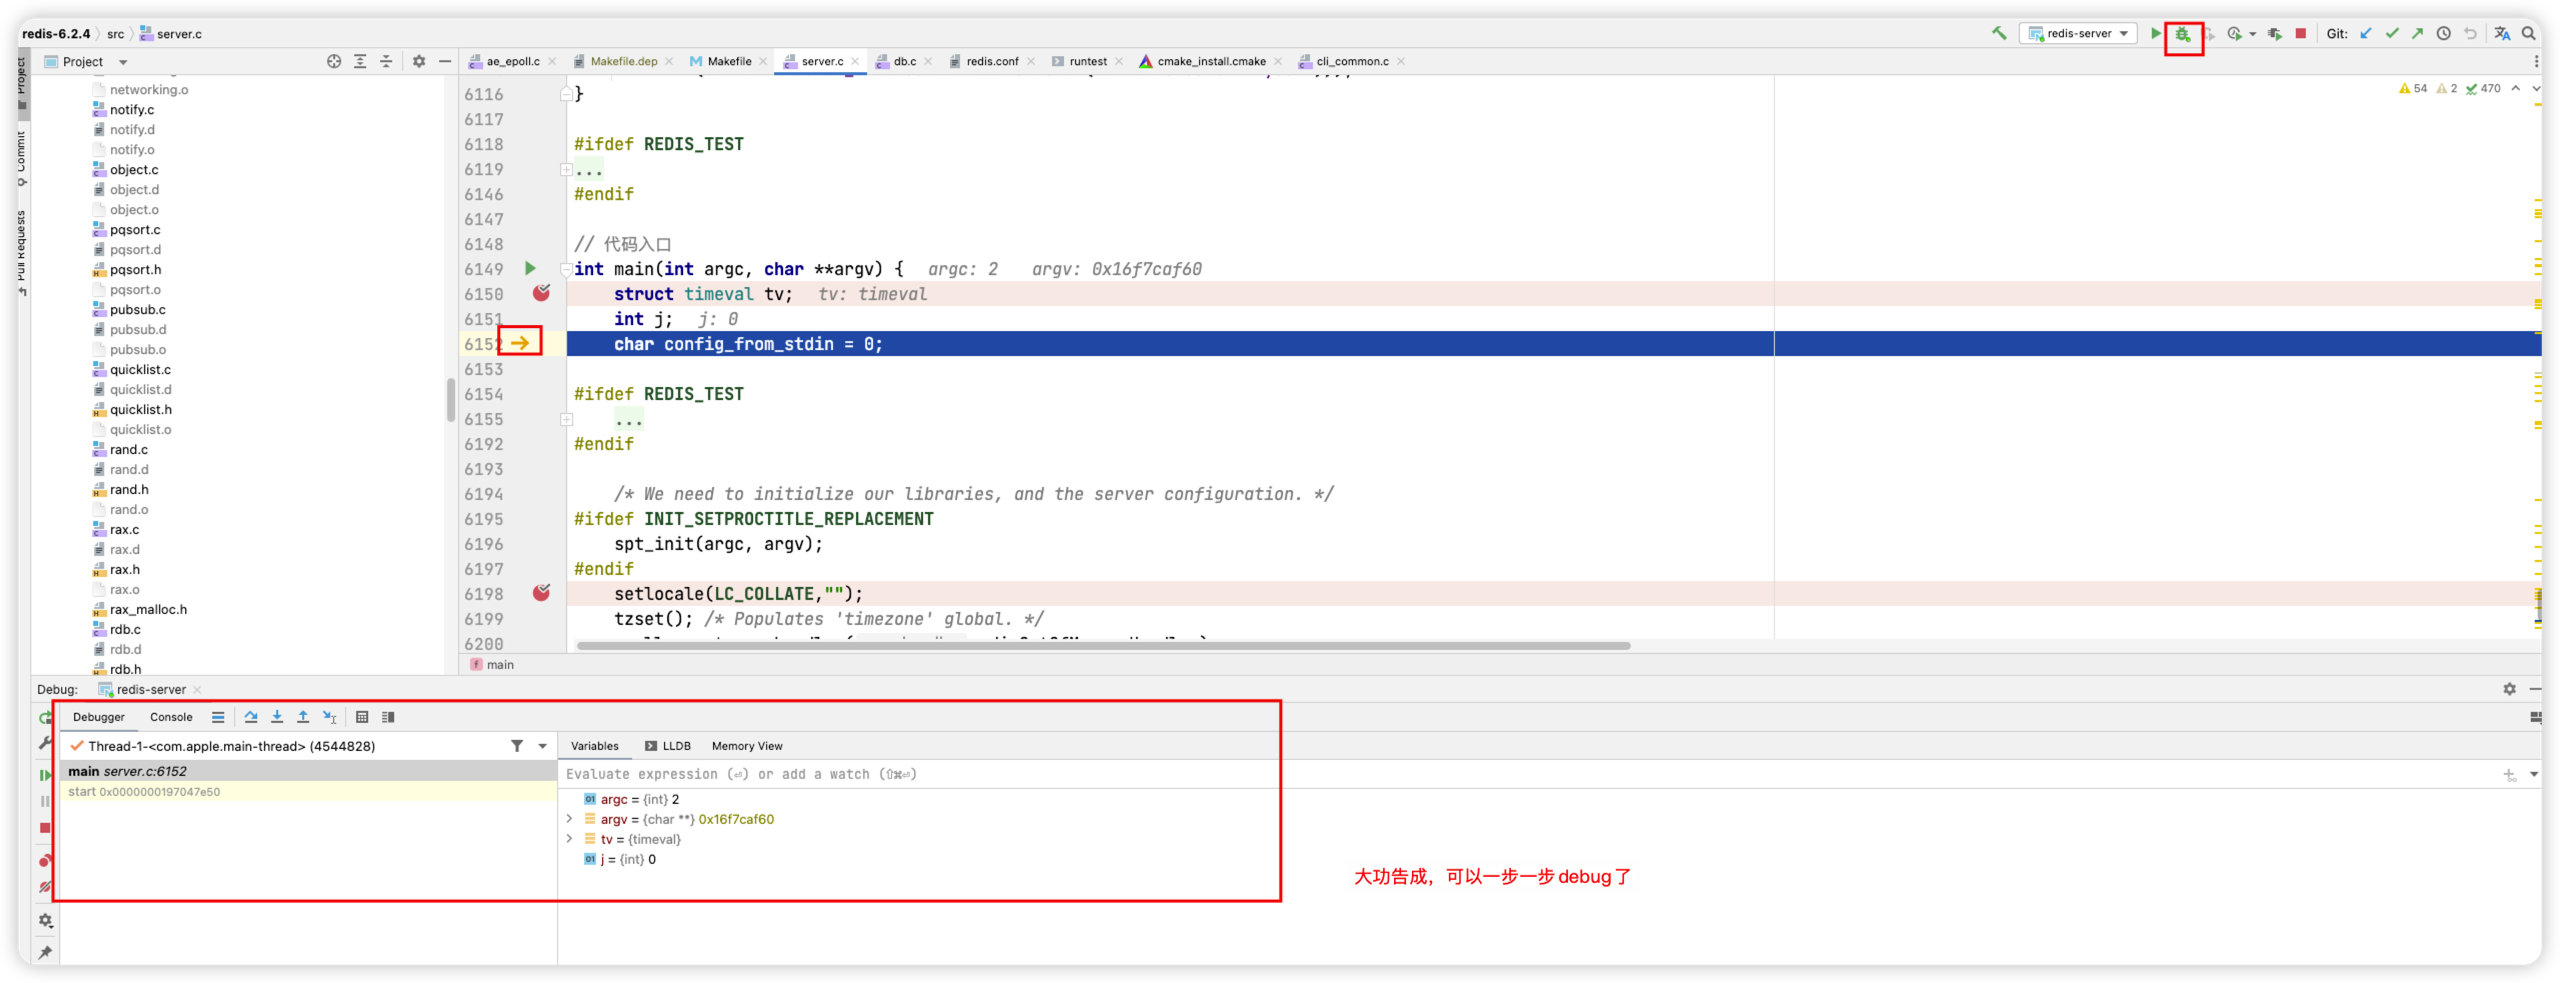 redis-6.2.4 〉 src 〉 server.c
redis-server
Git:
Project
Commit
Pull Requests
Project
ae_epoll.c
Makefile.dep
Makefile
server.c
db.c
redis.conf
runtest
cmake_install.cmake
cli_common.c
54 2 470
networking.o
notify.c
notify.d
notify.o
object.c
object.d
object.o
pqsort.c
pqsort.d
pqsort.h
pqsort.o
pubsub.c
pubsub.d
pubsub.o
quicklist.c
quicklist.d
quicklist.h
quicklist.o
rand.c
rand.d
rand.h
rand.o
rax.c
rax.d
rax.h
rax.o
rax_malloc.h
rdb.c
rdb.d
rdb.h
6116 }
6117
6118 #ifdef REDIS_TEST
6119 ...
6146 #endif
6147
6148 // 代码入口
6149 int main(int argc, char **argv) { argc: 2 argv: 0x16f7caf60
6150 struct timeval tv; tv: timeval
6151 int j; j: 0
6152 char config_from_stdin = 0;
6153
6154 #ifdef REDIS_TEST
6155 ...
6192 #endif
6193
6194 /* We need to initialize our libraries, and the server configuration. */
6195 #ifdef INIT_SETPROCTITLE_REPLACEMENT
6196 spt_init(argc, argv);
6197 #endif
6198 setlocale(LC_COLLATE,"");
6199 tzset(); /* Populates 'timezone' global. */
6200
main
Debug: redis-server
Debugger Console
Thread-1-<com.apple.main-thread> (4544828)
main server.c:6152
start 0x0000000197047e50
Variables LLDB Memory View
Evaluate expression (⏎) or add a watch (⇧⌘⏎)
argc = {int} 2
argv = {char **} 0x16f7caf60
tv = {timeval}
j = {int} 0
大功告成，可以一步一步debug了